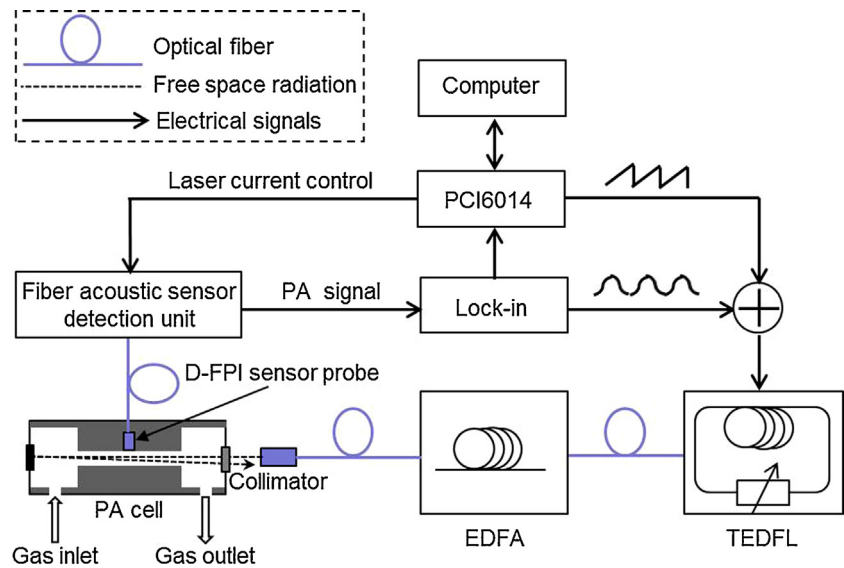 Optical fiber
Free space radiation
Electrical signals
Computer
Laser current control
PCI6014
Fiber acoustic sensor
detection unit
PA signal
Lock-in
D-FPI sensor probe
Collimator
PA cell
Gas inlet
Gas outlet
EDFA
TEDFL